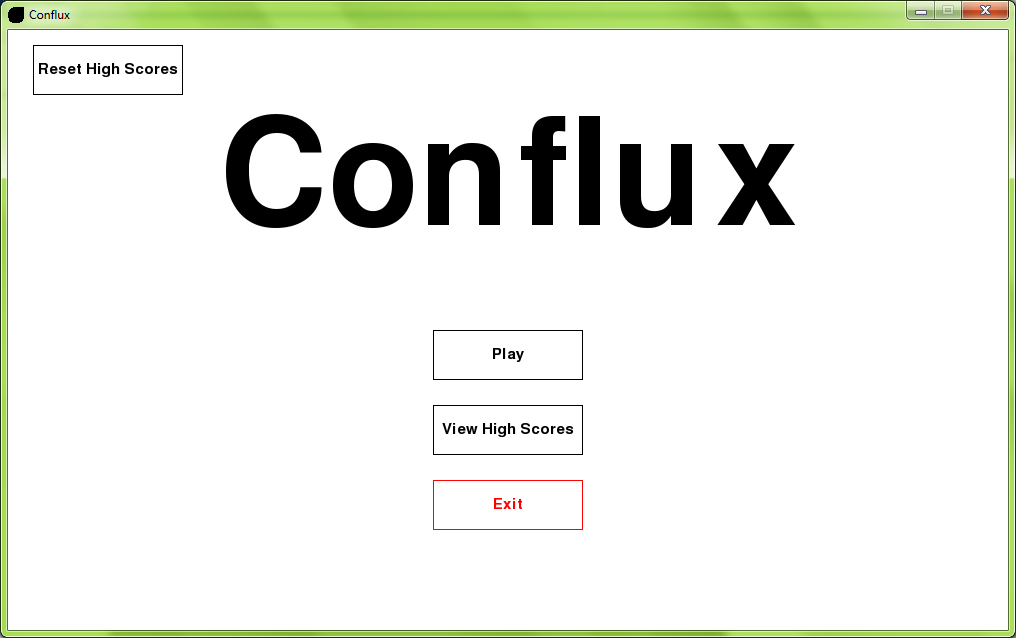 Conflux
Reset High Scores
Conflux
Play
View High Scores
Exit